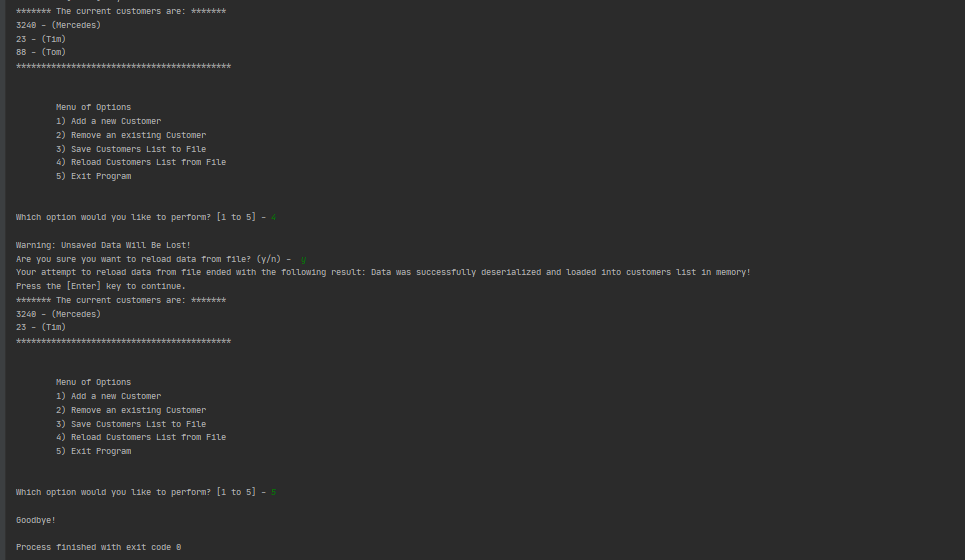 ******* The current customers are: *******
3240 - (Mercedes)
23 - (Tim)
88 - (Tom)
*******************************************
Menu of Options
1) Add a new Customer
2) Remove an existing Customer
3) Save Customers List to File
4) Reload Customers List from File
5) Exit Program
Which option would you like to perform? [1 to 5] - 4
Warning: Unsaved Data Will Be Lost!
Are you sure you want to reload data from file? (y/n) -  y
Your attempt to reload data from file ended with the following result: Data was successfully deserialized and loaded into customers list in memory!
Press the [Enter] key to continue.
******* The current customers are: *******
3240 - (Mercedes)
23 - (Tim)
*******************************************
Menu of Options
1) Add a new Customer
2) Remove an existing Customer
3) Save Customers List to File
4) Reload Customers List from File
5) Exit Program
Which option would you like to perform? [1 to 5] - 5
Goodbye!
Process finished with exit code 0